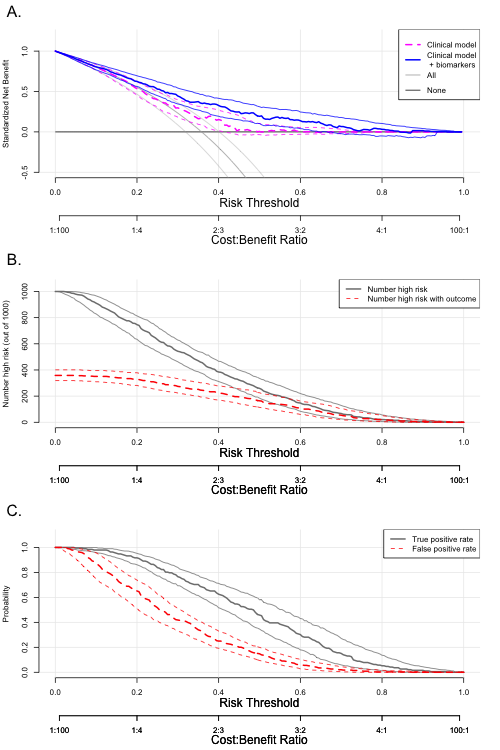 A.
Standardized Net Benefit
1.0
0.5
0.0
-0.5
Clinical model
Clinical model
+ biomarkers
All
None
0.0 0.2 0.4 0.6 0.8 1.0
Risk Threshold
1:100 1:4 2:3 3:2 4:1 100:1
Cost:Benefit Ratio
B.
Number high risk (out of 1000)
1000
800
600
400
200
0
Number high risk
Number high risk with outcome
0.0 0.2 0.4 0.6 0.8 1.0
Risk Threshold
1:100 1:4 2:3 3:2 4:1 100:1
Cost:Benefit Ratio
C.
Probability
1.0
0.8
0.6
0.4
0.2
0.0
True positive rate
False positive rate
0.0 0.2 0.4 0.6 0.8 1.0
Risk Threshold
1:100 1:4 2:3 3:2 4:1 100:1
Cost:Benefit Ratio